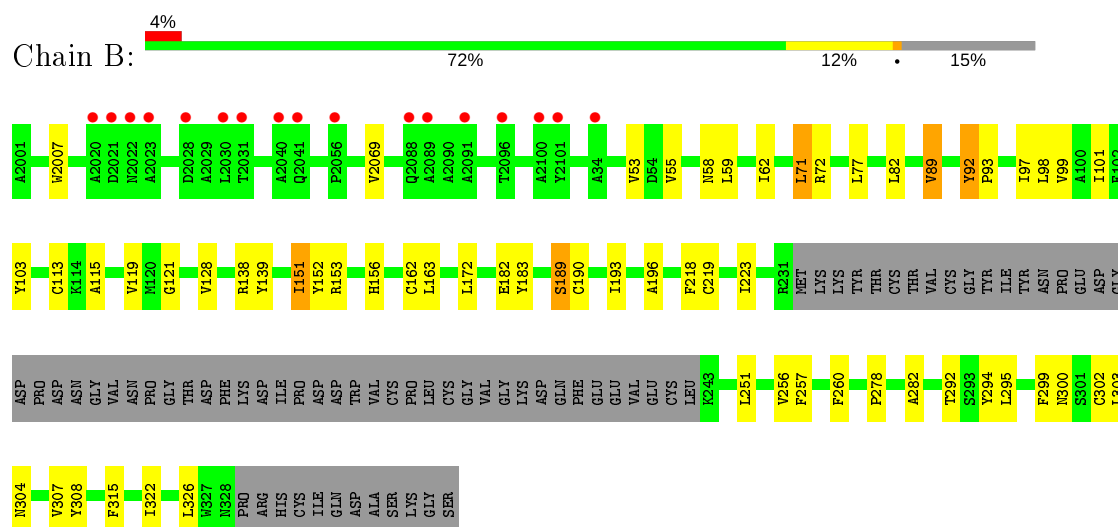 4%
Chain B:
72% 12% • 15%
A2001 W2007 A2020 D2021 N2022 A2023 D2028 A2029 L2030 T2031 A2040 Q2041 P2056 V2069 Q2088 A2089 A2090 A2091 T2096 A2100 Y2101 A34 V53 D54 V55 N58 L59 I62 L71 R72 L77 L82 V89 Y92 P93 I97 L98 V99 A100 I101
Y103 C113 K114 A115 V119 M120 G121 V128 R138 Y139 I151 Y152 R153 H156 C162 L163 L172 E182 Y183 S189 C190 I193 A196 F218 C219 I223 R231 MET LYS LYS TYR THR CYS THR VAL CYS GLY TYR ILE TYR ASN PRO GLU ASP GLY
ASP PRO ASP ASN GLY VAL ASN PRO GLY THR ASP PHE LYS ASP ILE PRO ASP ASP TRP VAL CYS PRO LEU CYS GLY VAL GLY LYS ASP GLN PHE GLU GLU VAL GLU CYS LEU K243 L251 V256 F257 F260 P278 A282 T292 S293 Y294 L295 F299 N300 S301 C302 L303
N304 V307 Y308 F315 I322 L326 W327 N328 PRO ARG HIS CYS ILE GLN ASP ALA SER LYS GLY SER